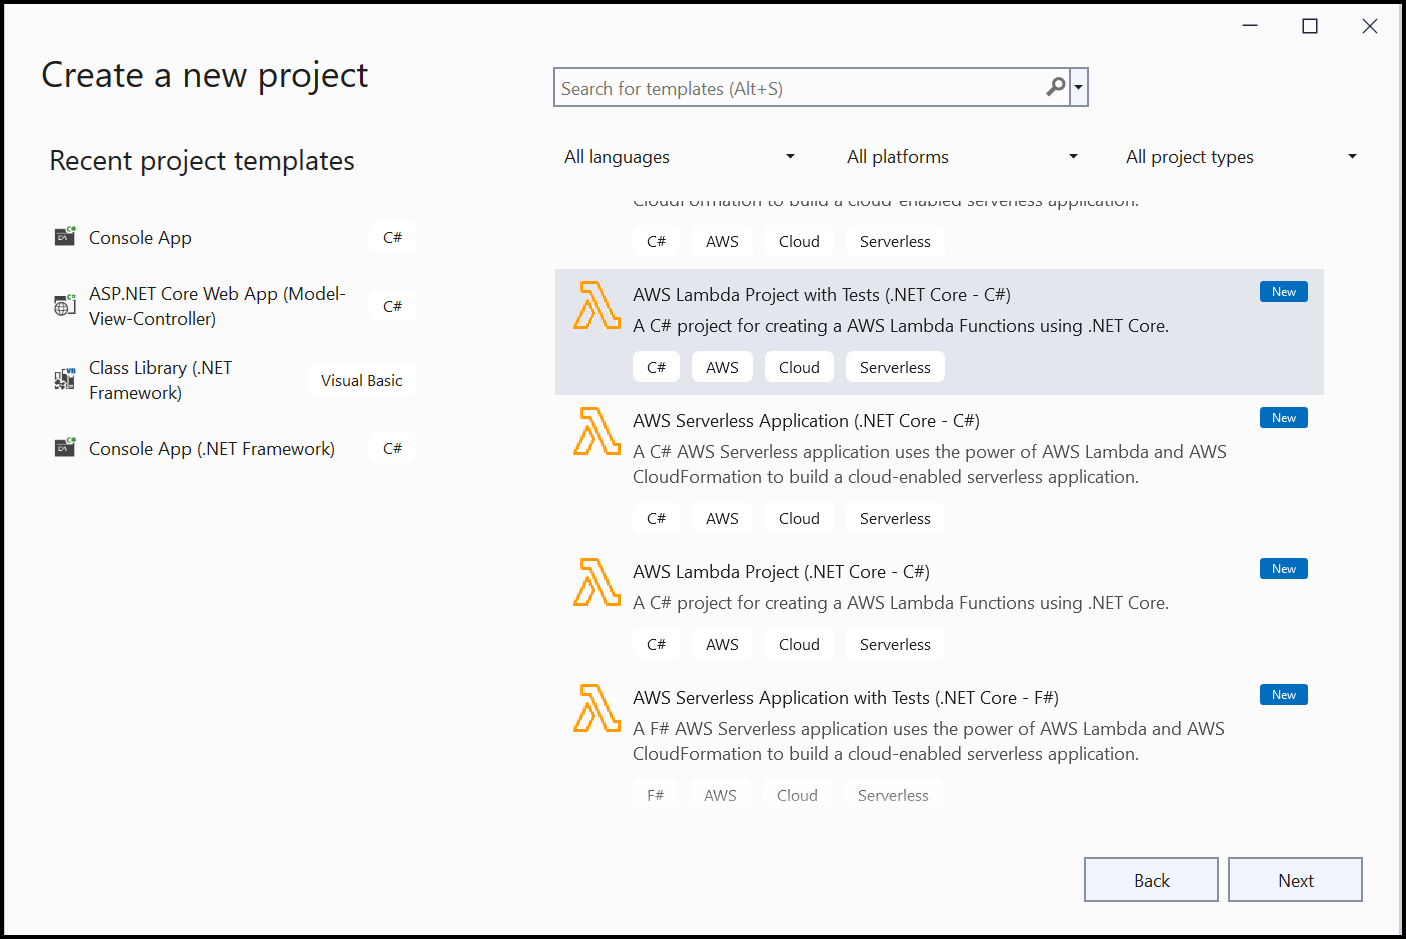 Create a new project
Search for templates (Alt+S)
Recent project templates
All languages
All platforms
All project types
Console App
C#
ASP.NET Core Web App (Model-
View-Controller)
C#
Class Library (.NET
Framework)
Visual Basic
Console App (.NET Framework)
C#
CloudFormation to build a cloud-enabled serverless application.
C# AWS Cloud Serverless
AWS Lambda Project with Tests (.NET Core - C#)
New
A C# project for creating a AWS Lambda Functions using .NET Core.
C# AWS Cloud Serverless
AWS Serverless Application (.NET Core - C#)
New
A C# AWS Serverless application uses the power of AWS Lambda and AWS
CloudFormation to build a cloud-enabled serverless application.
C# AWS Cloud Serverless
AWS Lambda Project (.NET Core - C#)
New
A C# project for creating a AWS Lambda Functions using .NET Core.
C# AWS Cloud Serverless
AWS Serverless Application with Tests (.NET Core - F#)
New
A F# AWS Serverless application uses the power of AWS Lambda and AWS
CloudFormation to build a cloud-enabled serverless application.
F# AWS Cloud Serverless
Back
Next